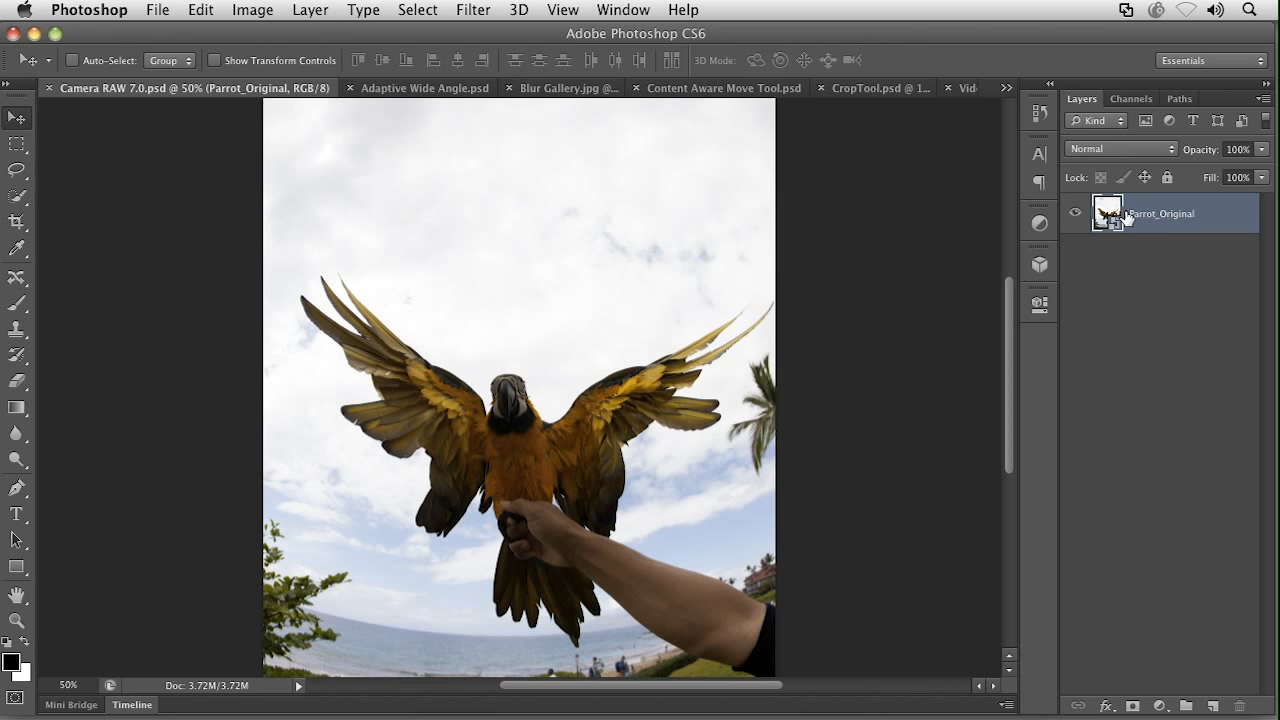 Photoshop File Edit Image Layer Type Select Filter 3D View Window Help
Adobe Photoshop CS6
Auto-Select: Group Show Transform Controls 3D Mode: Essentials
Camera RAW 7.0.psd @ 50% (Parrot_Original, RGB/8) Adaptive Wide Angle.psd Blur Gallery.jpg @... Content Aware Move Tool.psd CropTool.psd @ 1... Vid
Layers Channels Paths
Kind
Normal Opacity: 100%
Lock: Fill: 100%
Parrot_Original
50% Doc: 3.72M/3.72M
Mini Bridge Timeline